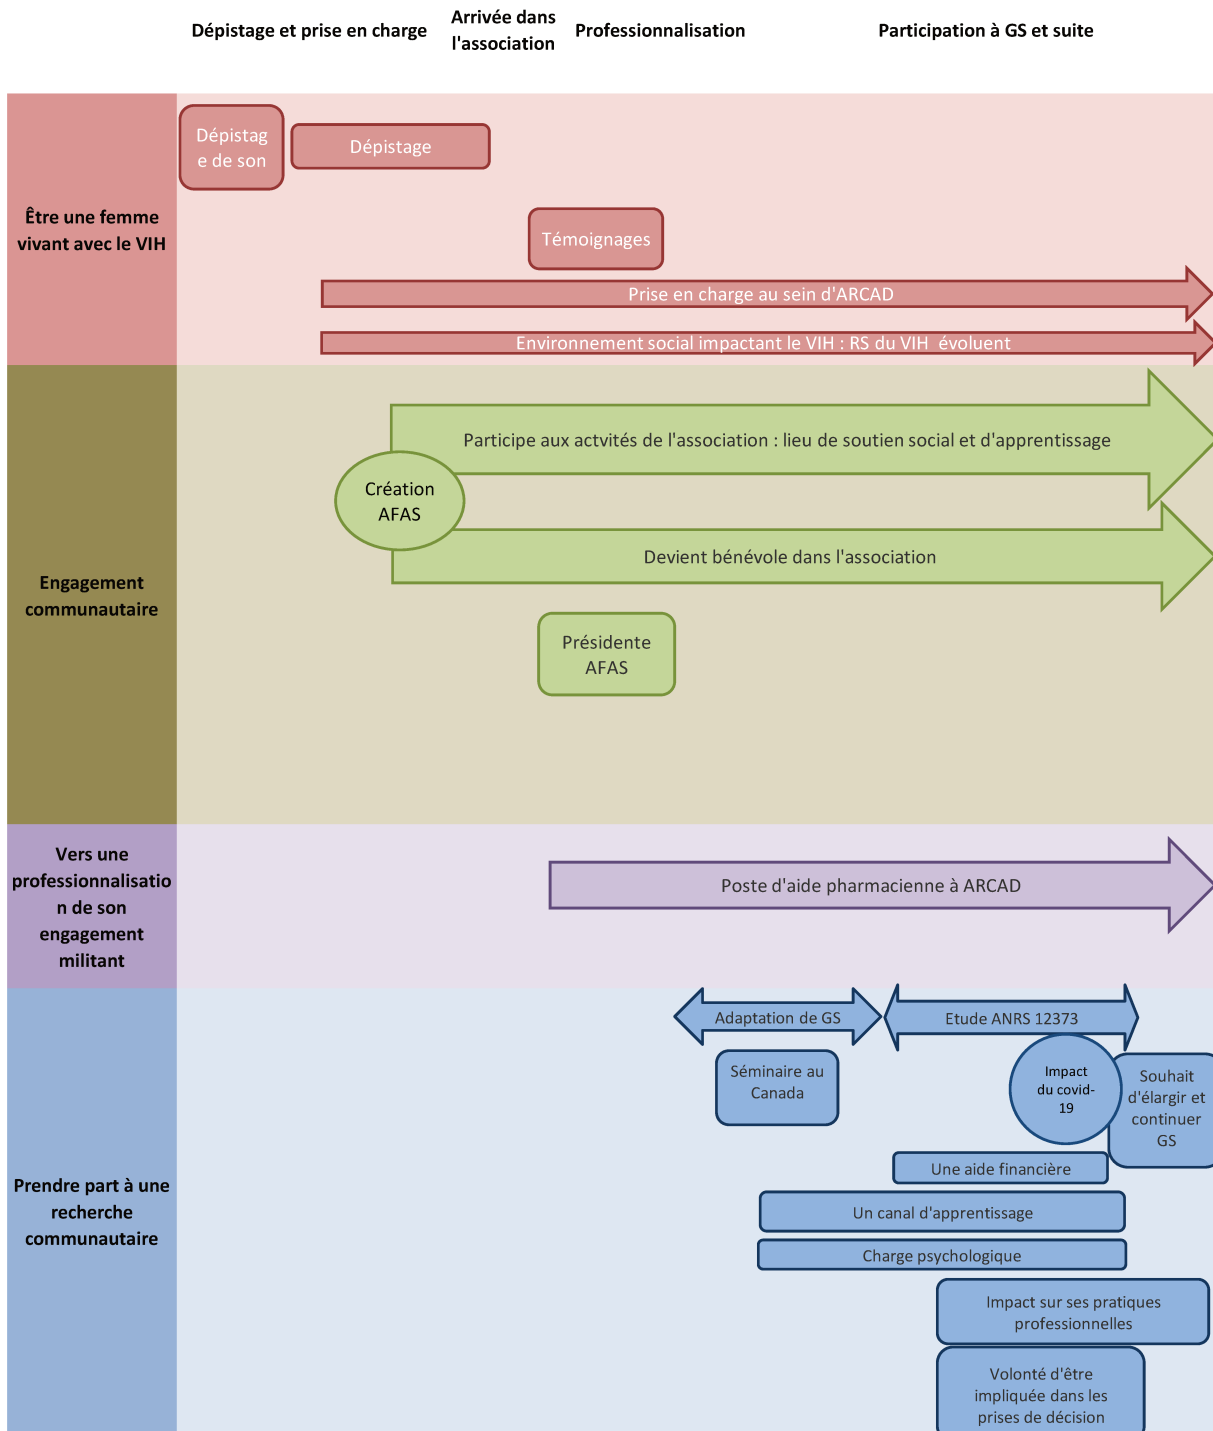 Dépistage et prise en charge
Arrivée dans
l'association
Professionnalisation
Participation à GS et suite
Être une femme
vivant avec le VIH
Dépistag
e de son
Dépistage
Témoignages
Prise en charge au sein d'ARCAD
Environnement social impactant le VIH : RS du VIH  évoluent
Engagement
communautaire
Participe aux actvités de l'association : lieu de soutien social et d'apprentissage
Création
AFAS
Devient bénévole dans l'association
Présidente
AFAS
Vers une
professionnalisatio
n de son
engagement
militant
Poste d'aide pharmacienne à ARCAD
Prendre part à une
recherche
communautaire
Adaptation de GS
Etude ANRS 12373
Séminaire au
Canada
Impact
du covid-
19
Souhait
d'élargir et
continuer
GS
Une aide financière
Un canal d'apprentissage
Charge psychologique
Impact sur ses pratiques
professionnelles
Volonté d'être
impliquée dans les
prises de décision